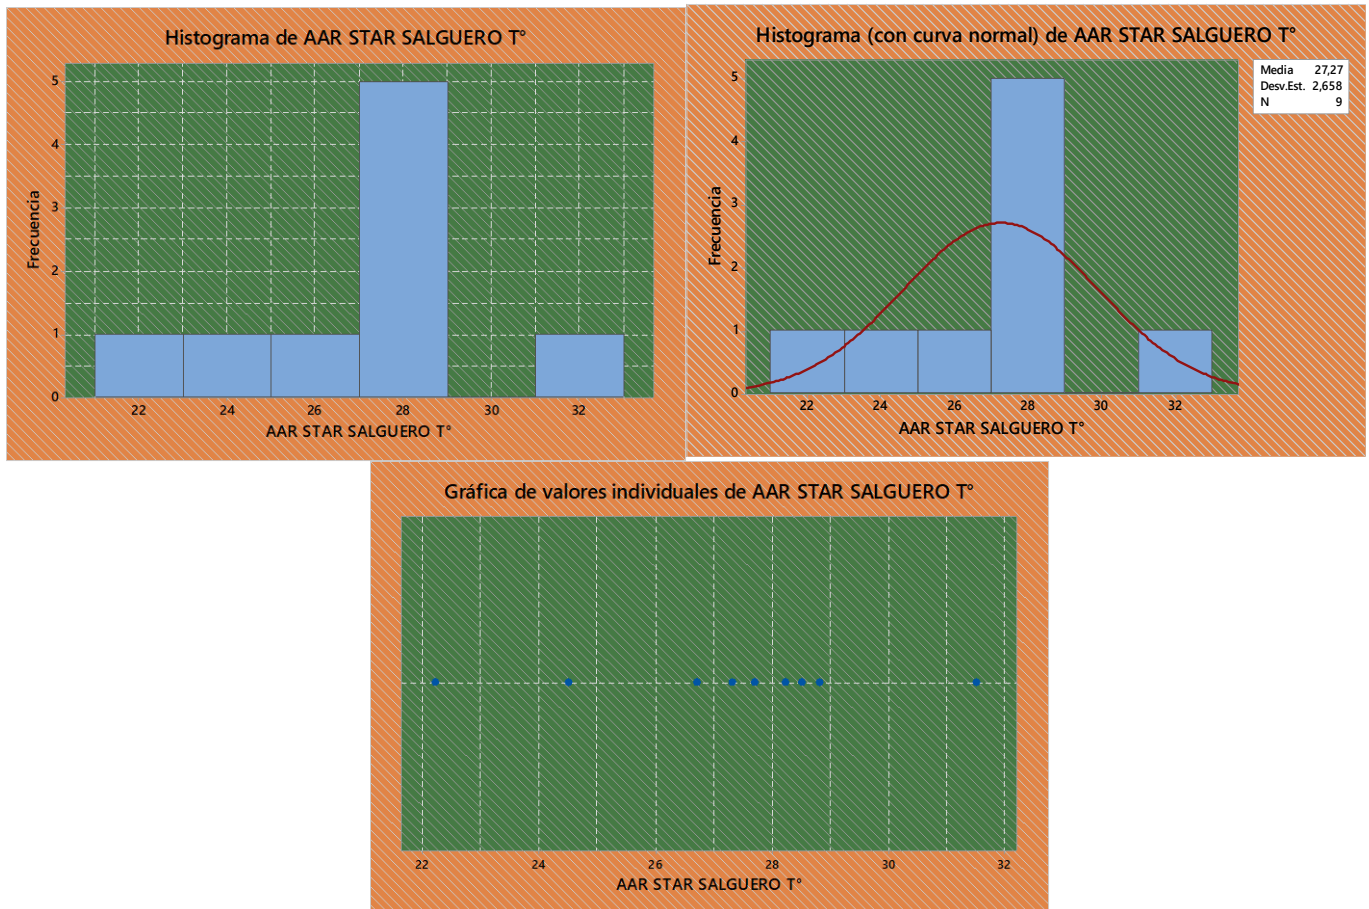 Histograma de AAR STAR SALGUERO T°
5
4
3
2
1
0
Frecuencia
22 24 26 28 30 32
AAR STAR SALGUERO T°
Histograma (con curva normal) de AAR STAR SALGUERO T°
Media 27,27
Desv.Est. 2,658
N 9
5
4
3
2
1
0
Frecuencia
22 24 26 28 30 32
AAR STAR SALGUERO T°
Gráfica de valores individuales de AAR STAR SALGUERO T°
22 24 26 28 30 32
AAR STAR SALGUERO T°